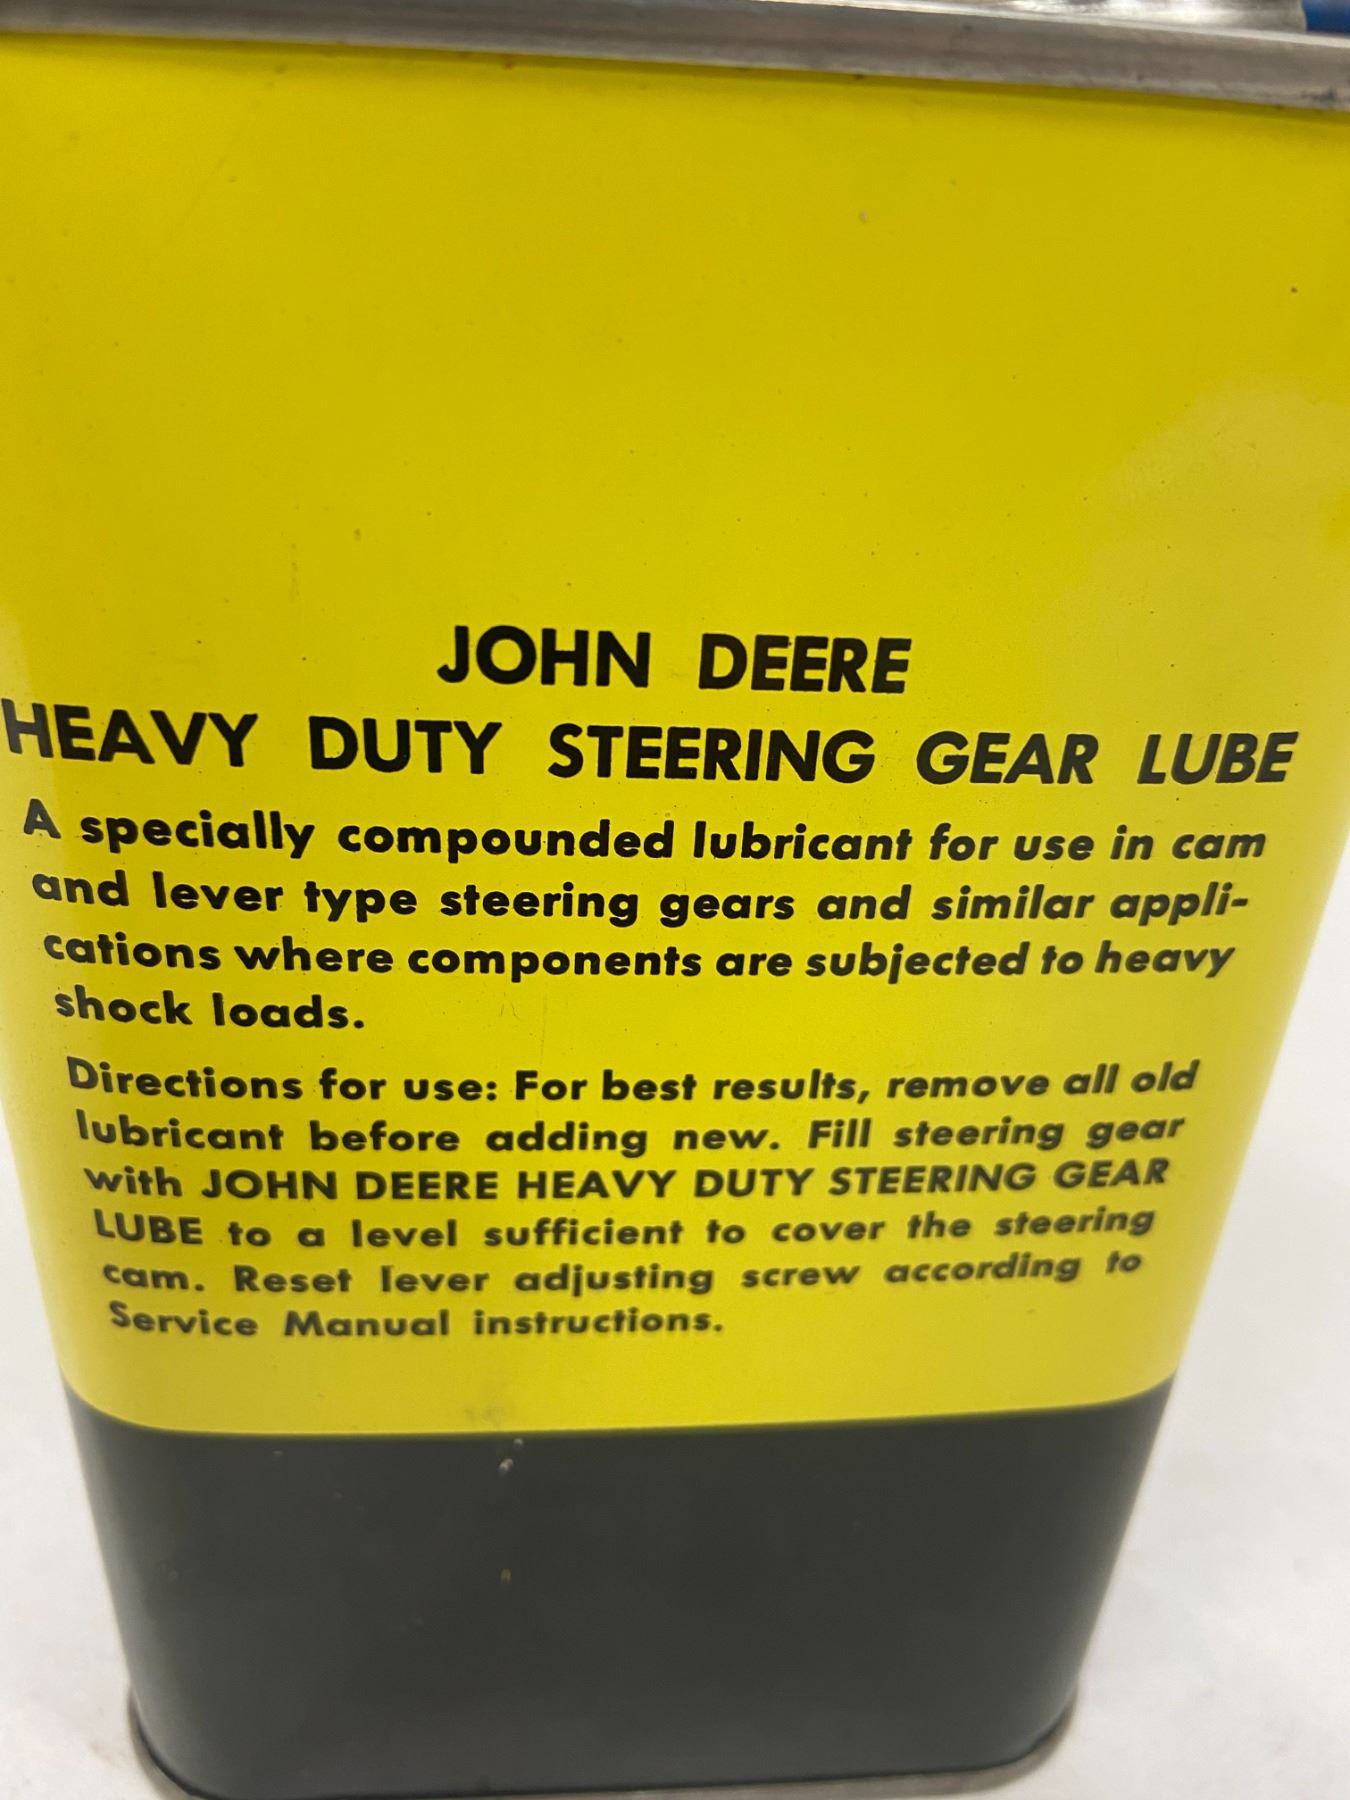 JOHN DEERE
HEAVY DUTY STEERING GEAR LUBE
A specially compounded lubricant for use in cam
and lever type steering gears and similar appli-
cations where components are subjected to heavy
shock loads.
Directions for use: For best results, remove all old
lubricant before adding new. Fill steering gear
with JOHN DEERE HEAVY DUTY STEERING GEAR
LUBE to a level sufficient to cover the steering
cam. Reset lever adjusting screw according to
Service Manual instructions.